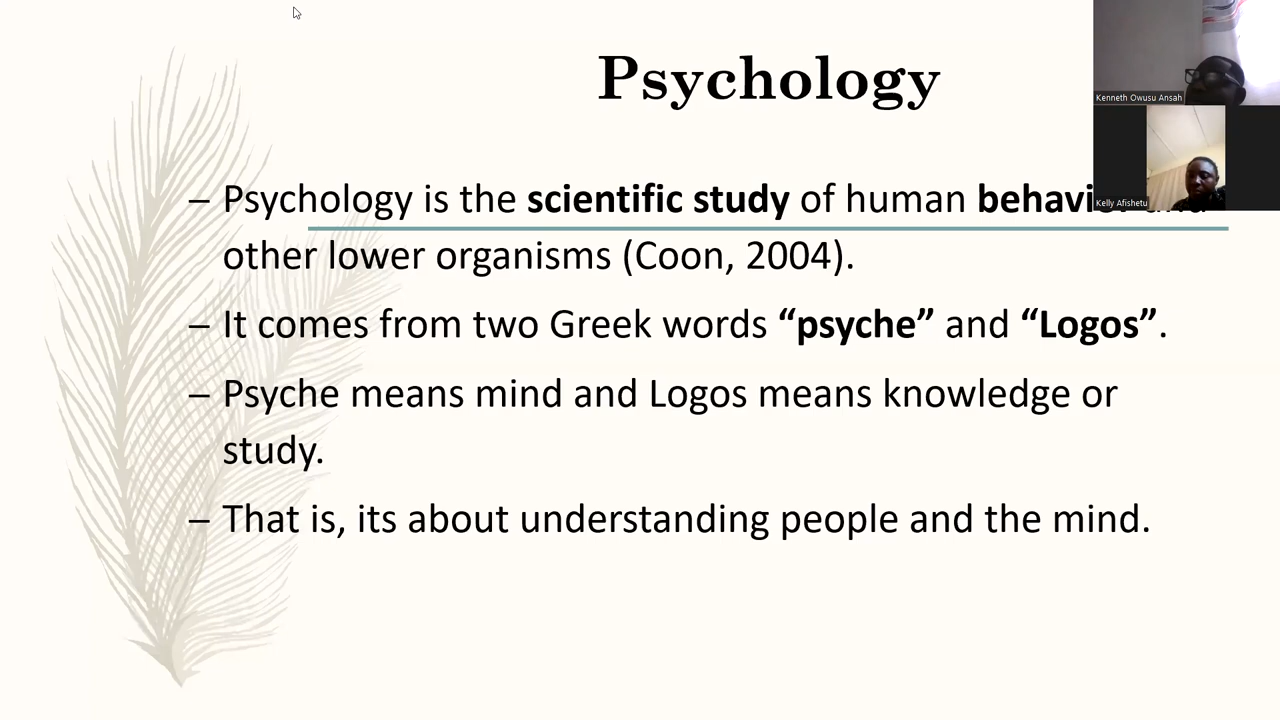 Psychology
Kenneth Owusu Ansah
– Psychology is the scientific study of human
Kelly Afishetu
other lower organisms (Coon, 2004).
– It comes from two Greek words “psyche” and “Logos”.
– Psyche means mind and Logos means knowledge or
study.
– That is, its about understanding people and the mind.